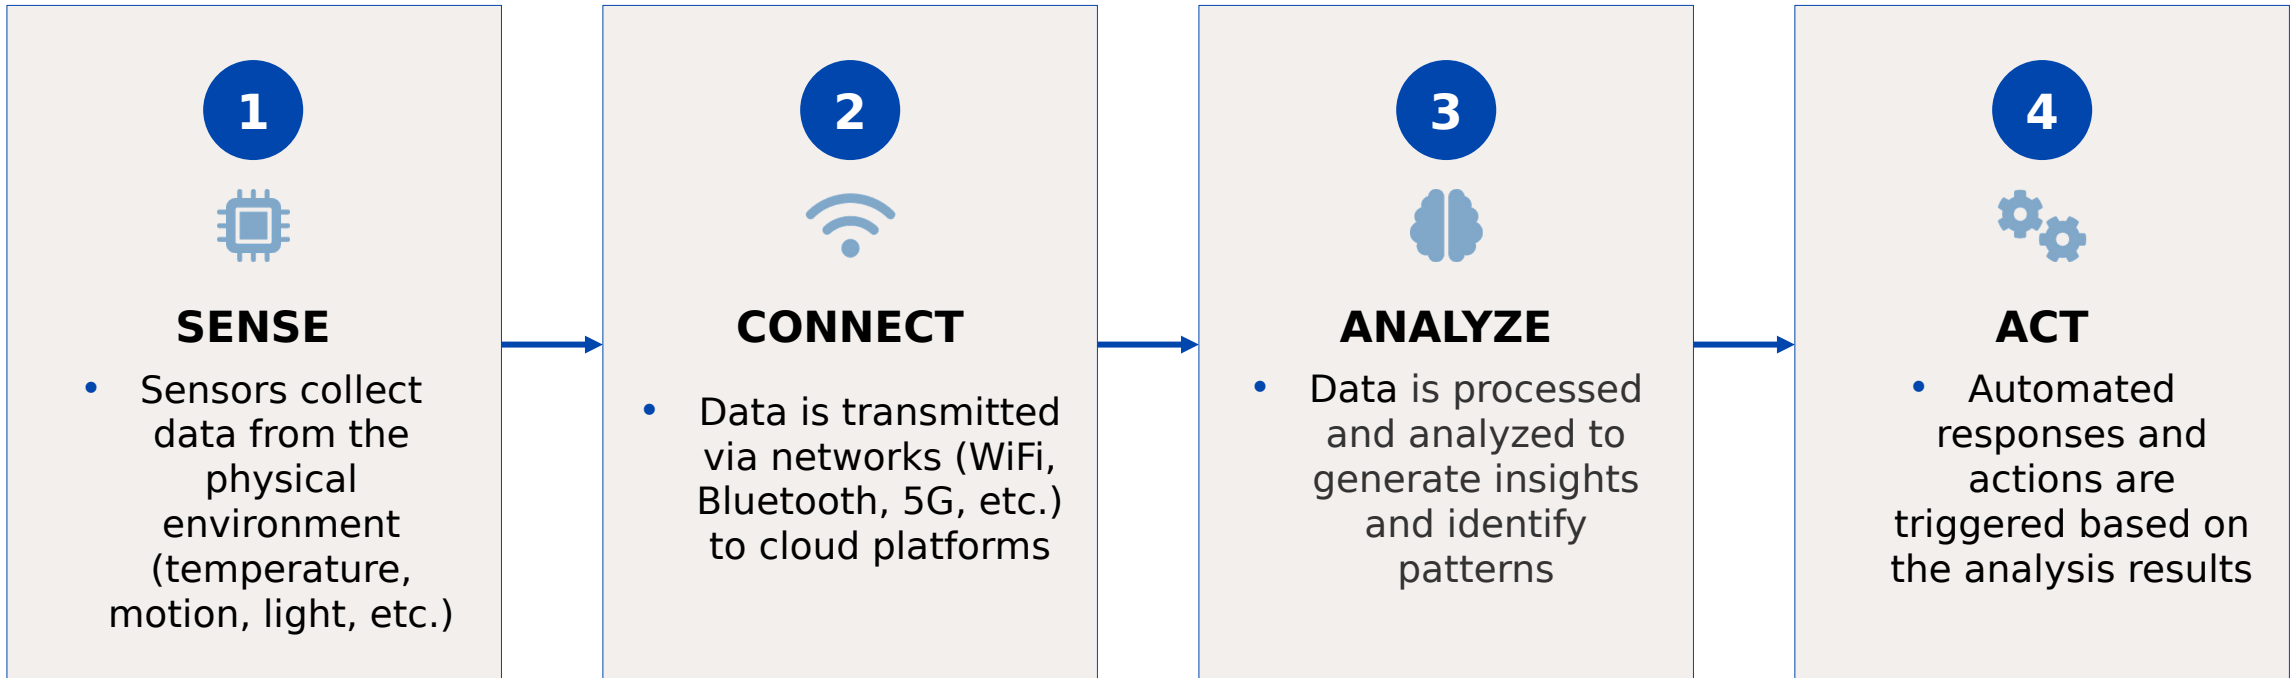 1
SENSE
• Sensors collect
data from the
physical
environment
(temperature,
motion, light, etc.)
2
CONNECT
• Data is transmitted
via networks (WiFi,
Bluetooth, 5G, etc.)
to cloud platforms
3
ANALYZE
• Data is processed
and analyzed to
generate insights
and identify
patterns
4
ACT
• Automated
responses and
actions are
triggered based on
the analysis results